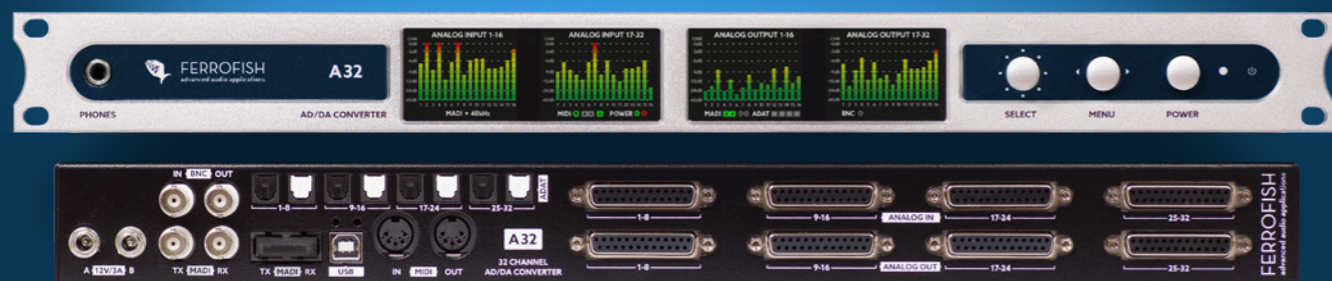 ANALOG INPUT 1-16
ANALOG INPUT 17-32
ANALOG OUTPUT 1-16
ANALOG OUTPUT 17-32
FERROFISH
advanced audio applications
A32
PHONES
AD/DA CONVERTER
MADI • 48kHz
MIDI
POWER
MADI
ADAT
BNC
SELECT
MENU
POWER
IN BNC OUT
1-8
9-16
17-24
25-32
ADAT
A 12V/3A B
TX MADI RX
TX MADI RX
USB
IN MIDI OUT
A32
32 CHANNEL
AD/DA CONVERTER
1-8
9-16
ANALOG IN
17-24
25-32
1-8
9-16
ANALOG OUT
17-24
25-32
FERROFISH
advanced audio applications